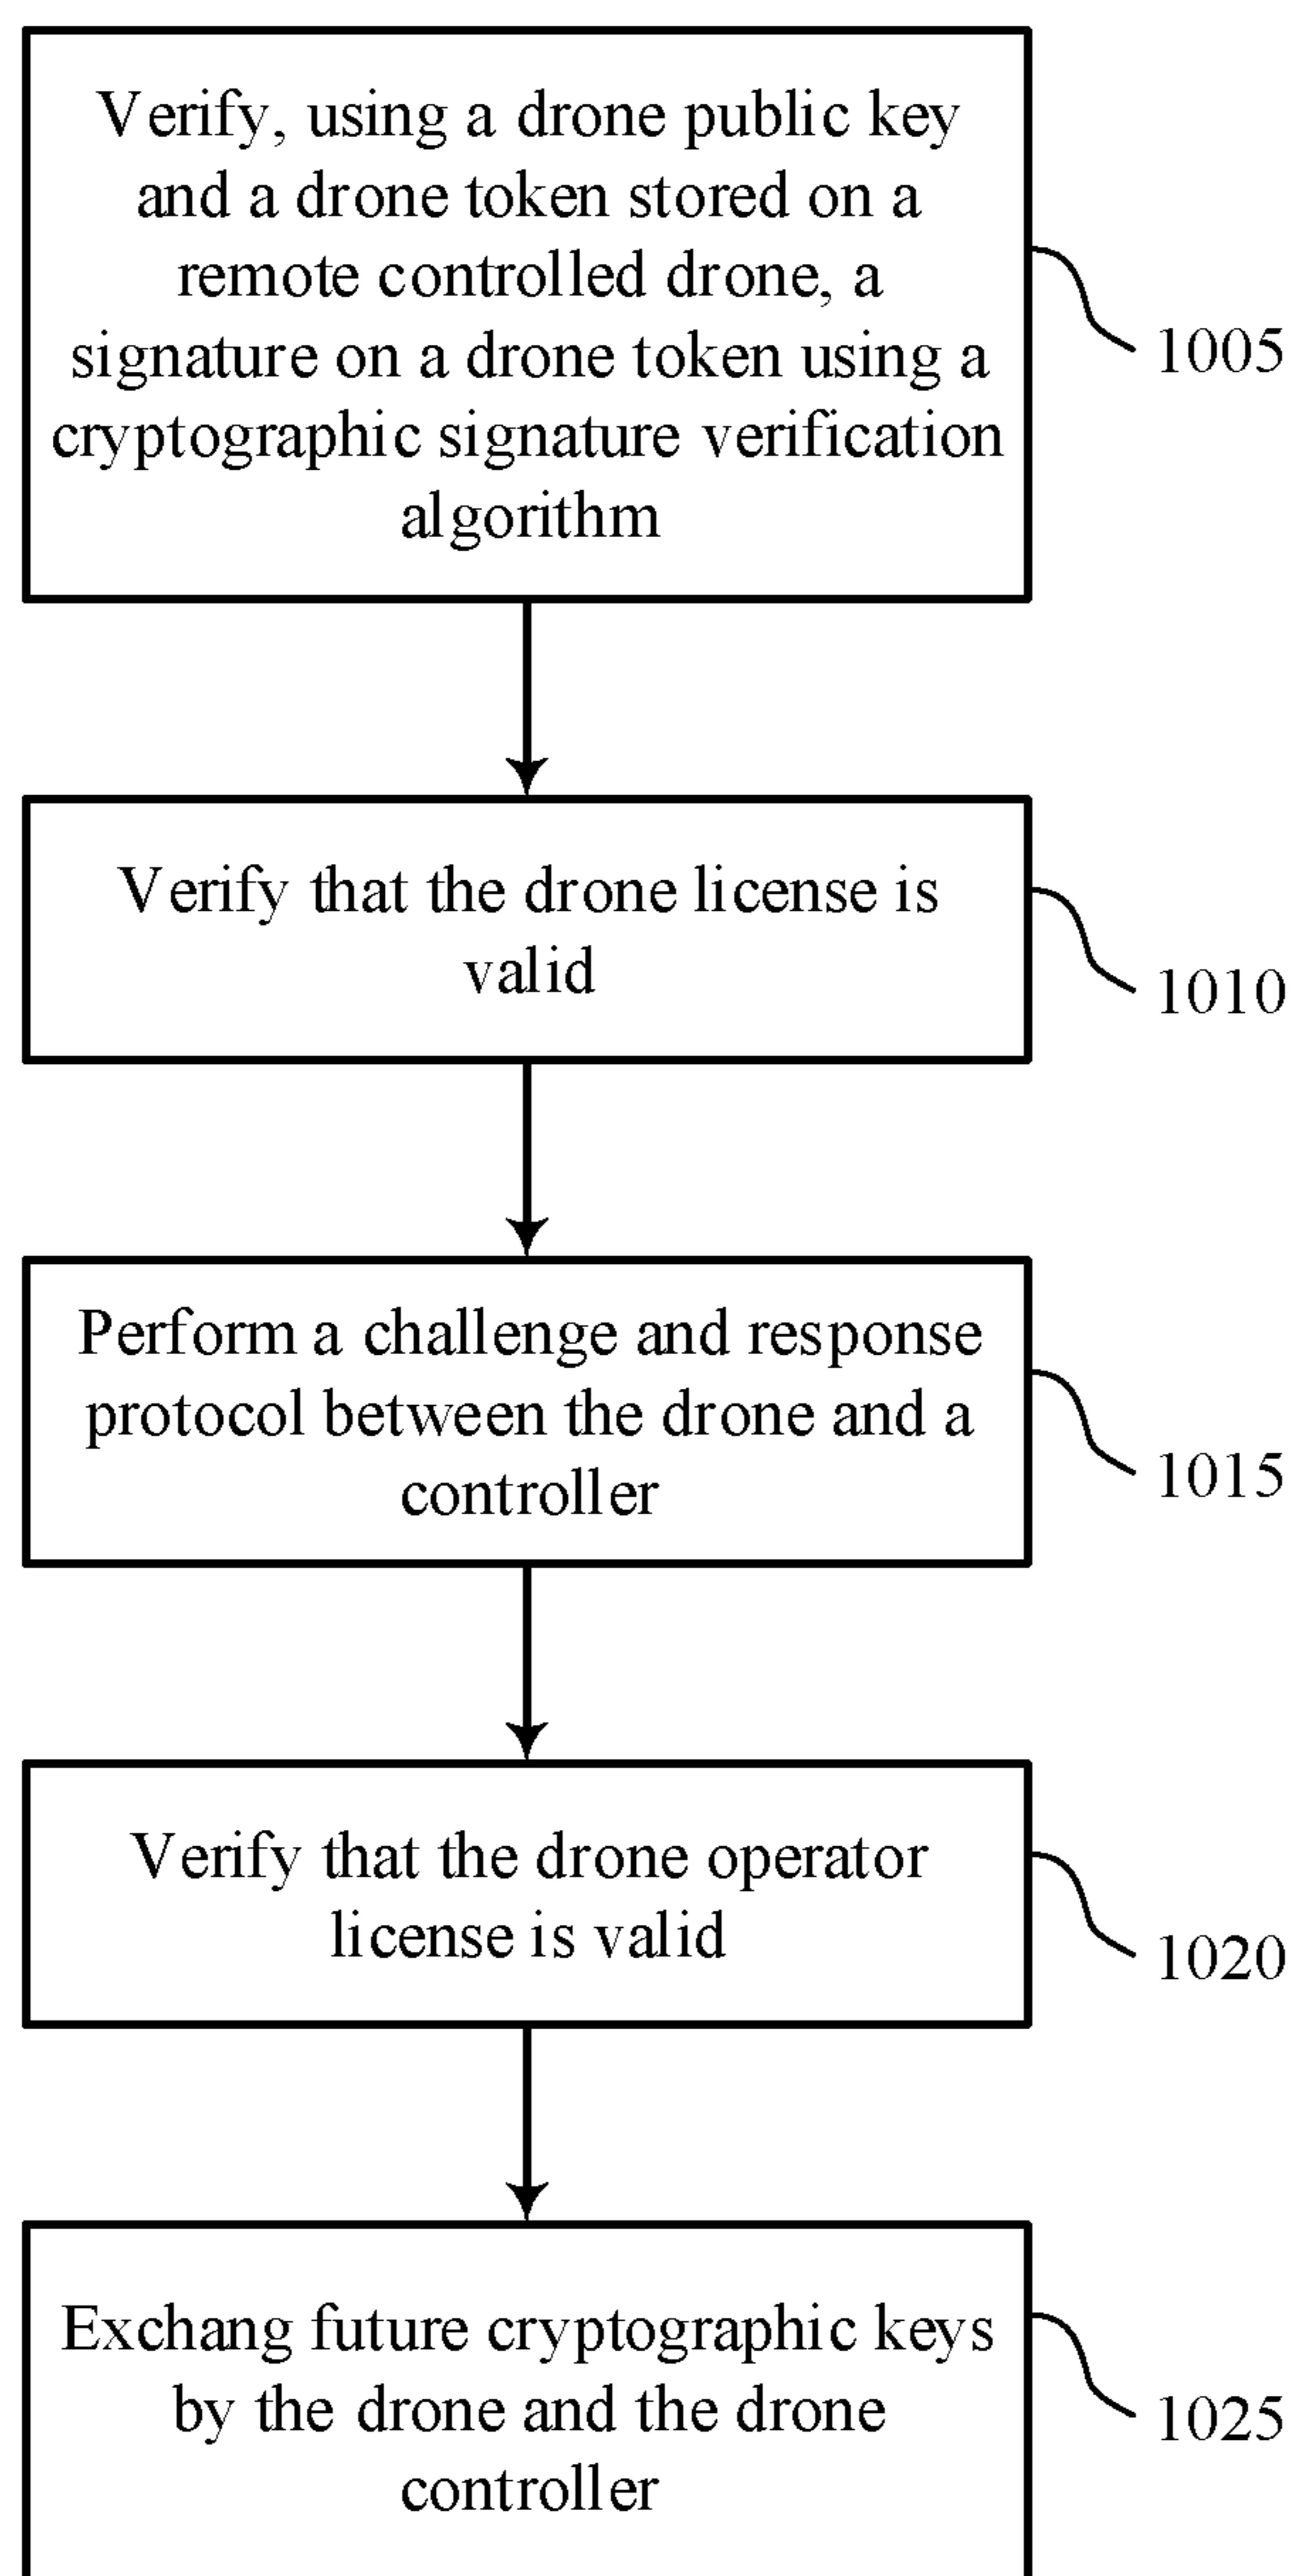 Verify, using a drone public key
and a drone token stored on a
remote controlled drone, a
signature on a drone token using a
cryptographic signature verification
algorithm
1005
Verify that the drone license is
valid
1010
Perform a challenge and response
protocol between the drone and a
controller
1015
Verify that the drone operator
license is valid
1020
Exchang future cryptographic keys
by the drone and the drone
controller
1025